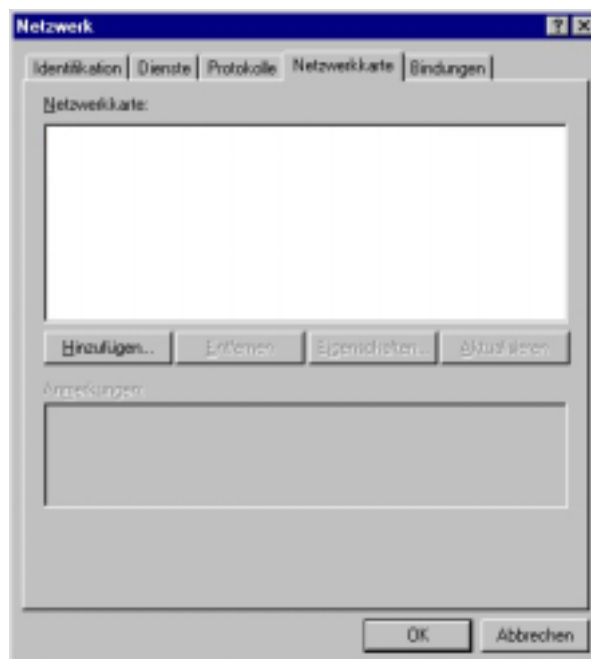 Netzwerk
Identifikation Dienste Protokolle Netzwerkkarte Bindungen
Netzwerkkarte:
Hinzufügen... Entfernen Eigenschaften... Aktualisieren
Anmerkungen:
OK Abbrechen